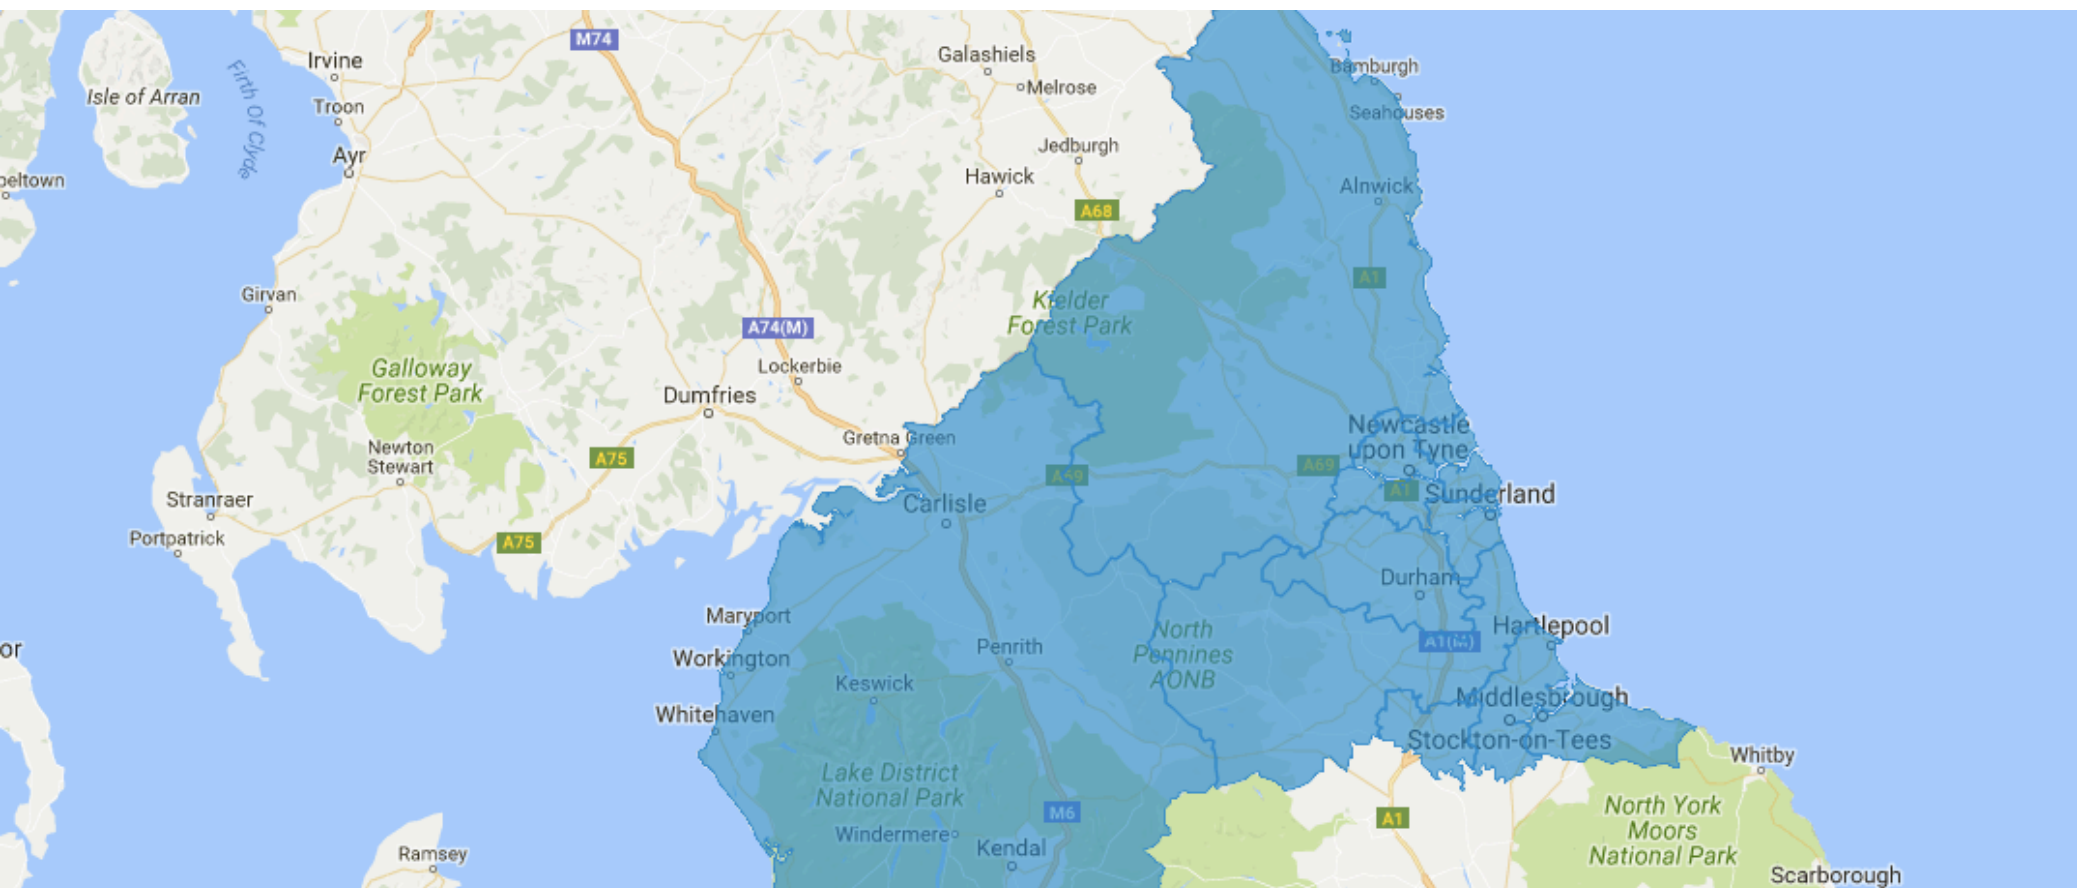 M74
Irvine
Galashiels
Bamburgh
Isle of Arran
Firth Of Clyde
Melrose
Troon
Seahouses
Jedburgh
Ayr
Hawick
Alnwick
peltown
A68
A1
Girvan
Kielder
Forest Park
A74(M)
Galloway
Forest Park
Lockerbie
Dumfries
Newcastle
upon Tyne
Gretna Green
Newton
Stewart
A75
A69
A69
A1
Sunderland
Stranraer
Carlisle
Portpatrick
A75
Durham
Maryport
Hartlepool
North
Pennines
AONB
A1(M)
Penrith
or
Workington
Keswick
Middlesbrough
Whitehaven
Stockton-on-Tees
Whitby
Lake District
National Park
M6
A1
North York
Moors
National Park
Windermere
Kendal
Ramsey
Scarborough